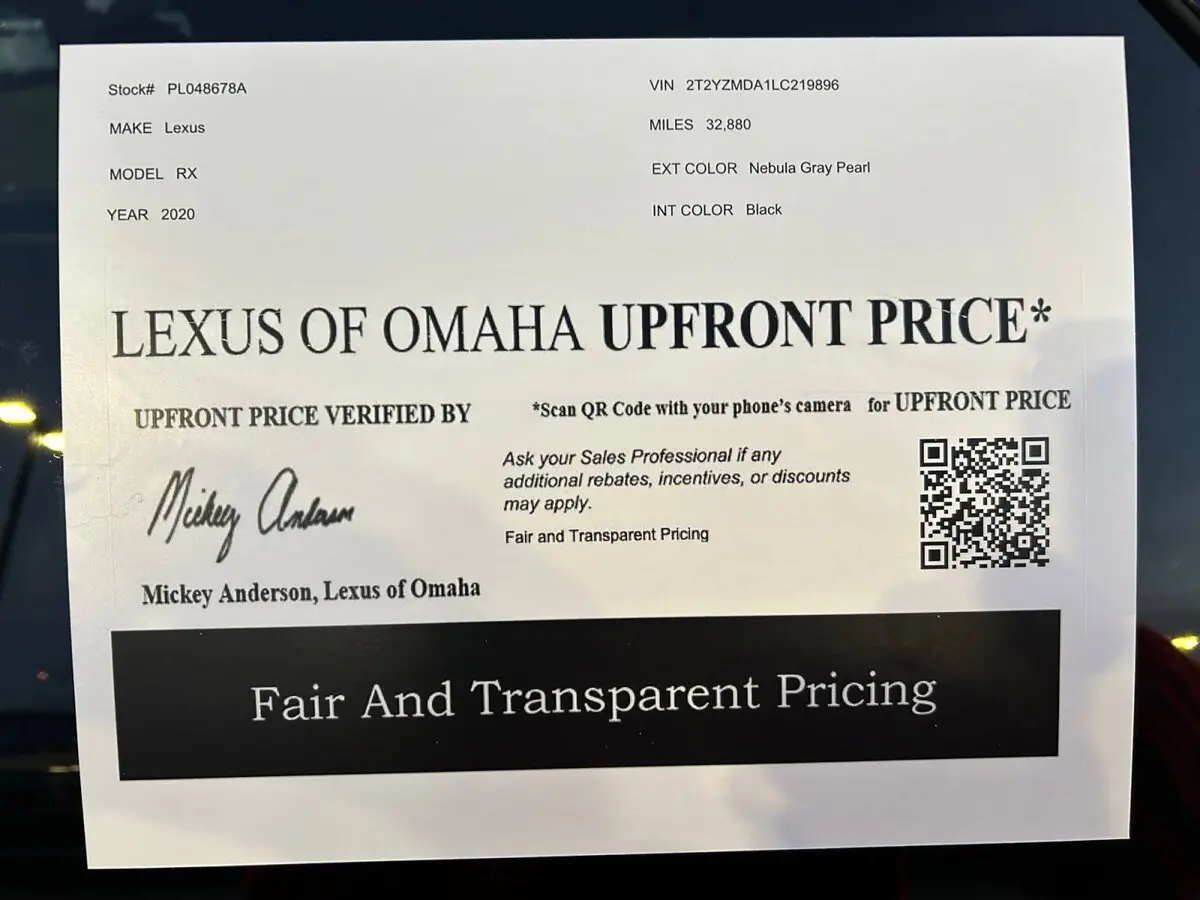 Stock# PL048678A
VIN 2T2YZMDA1LC219896
MAKE Lexus
MILES 32,880
MODEL RX
EXT COLOR Nebula Gray Pearl
YEAR 2020
INT COLOR Black
LEXUS OF OMAHA UPFRONT PRICE*
UPFRONT PRICE VERIFIED BY
*Scan QR Code with your phone's camera for UPFRONT PRICE
Ask your Sales Professional if any
additional rebates, incentives, or discounts
may apply.
Fair and Transparent Pricing
Mickey Anderson
Mickey Anderson, Lexus of Omaha
Fair And Transparent Pricing